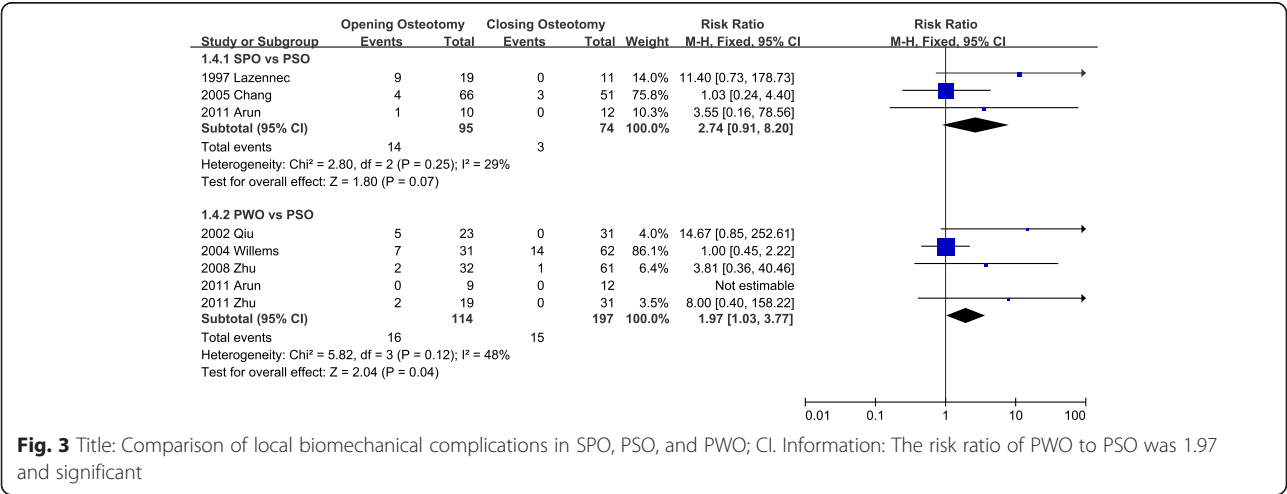 Opening Osteotomy Closing Osteotomy Risk Ratio Risk Ratio
Study or Subgroup Events Total Events Total Weight M-H, Fixed, 95% CI M-H, Fixed, 95% CI
1.4.1 SPO vs PSO
1997 Lazennec 9 19 0 11 14.0% 11.40 [0.73, 178.73]
2005 Chang 4 66 3 51 75.8% 1.03 [0.24, 4.40]
2011 Arun 1 10 0 12 10.3% 3.55 [0.16, 78.56]
Subtotal (95% CI) 95 74 100.0% 2.74 [0.91, 8.20]
Total events 14 3
Heterogeneity: Chi² = 2.80, df = 2 (P = 0.25); I² = 29%
Test for overall effect: Z = 1.80 (P = 0.07)
1.4.2 PWO vs PSO
2002 Qiu 5 23 0 31 4.0% 14.67 [0.85, 252.61]
2004 Willems 7 31 14 62 86.1% 1.00 [0.45, 2.22]
2008 Zhu 2 32 1 61 6.4% 3.81 [0.36, 40.46]
2011 Arun 0 9 0 12 Not estimable
2011 Zhu 2 19 0 31 3.5% 8.00 [0.40, 158.22]
Subtotal (95% CI) 114 197 100.0% 1.97 [1.03, 3.77]
Total events 16 15
Heterogeneity: Chi² = 5.82, df = 3 (P = 0.12); I² = 48%
Test for overall effect: Z = 2.04 (P = 0.04)
0.01 0.1 1 10 100
Fig. 3 Title: Comparison of local biomechanical complications in SPO, PSO, and PWO; CI. Information: The risk ratio of PWO to PSO was 1.97
and significant